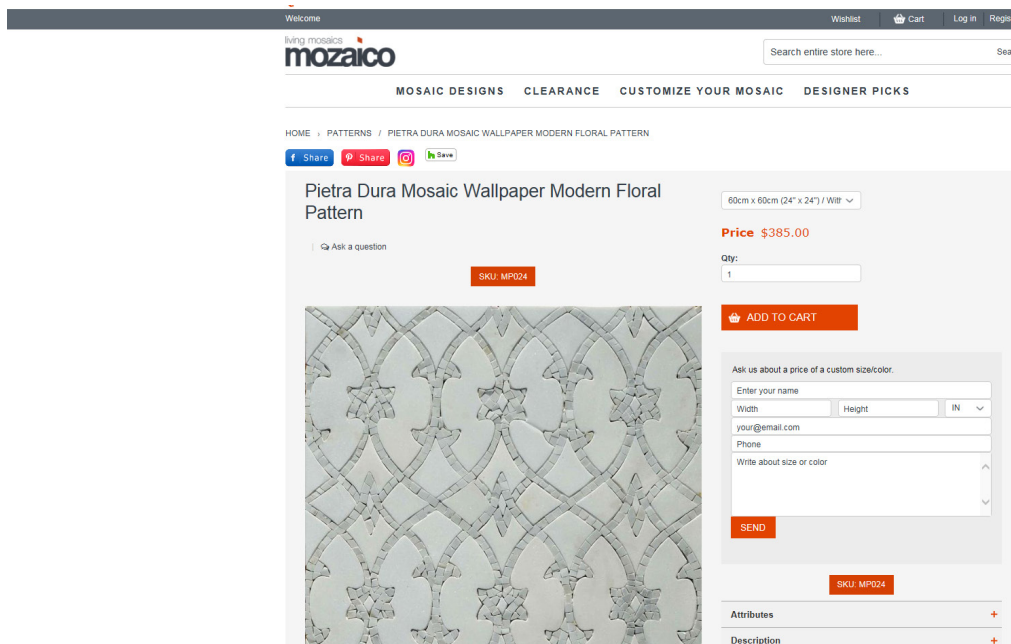 Welcome
Wishlist
Cart
Log in
living mosaics
mozaico
Search entire store here...
MOSAIC DESIGNS
CLEARANCE
CUSTOMIZE YOUR MOSAIC
DESIGNER PICKS
HOME › PATTERNS / PIETRA DURA MOSAIC WALLPAPER MODERN FLORAL PATTERN
f Share
Share
h Save
Pietra Dura Mosaic Wallpaper Modern Floral
Pattern
Ask a question
SKU: MP024
60cm x 60cm (24" x 24") / With
Price $385.00
Qty:
1
ADD TO CART
Ask us about a price of a custom size/color.
Enter your name
Width
Height
IN
your@email.com
Phone
Write about size or color
SEND
SKU: MP024
Attributes +
Description +